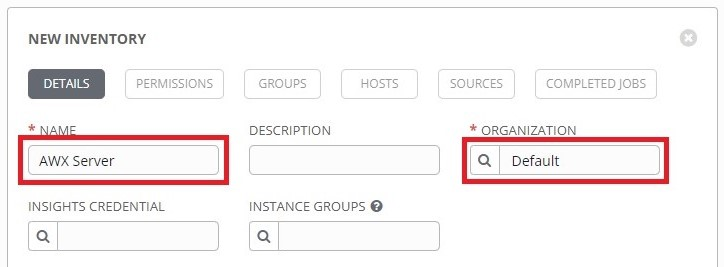 NEW INVENTORY
DETAILS PERMISSIONS GROUPS HOSTS SOURCES COMPLETED JOBS
* NAME DESCRIPTION * ORGANIZATION
AWX Server Default
INSIGHTS CREDENTIAL INSTANCE GROUPS ?